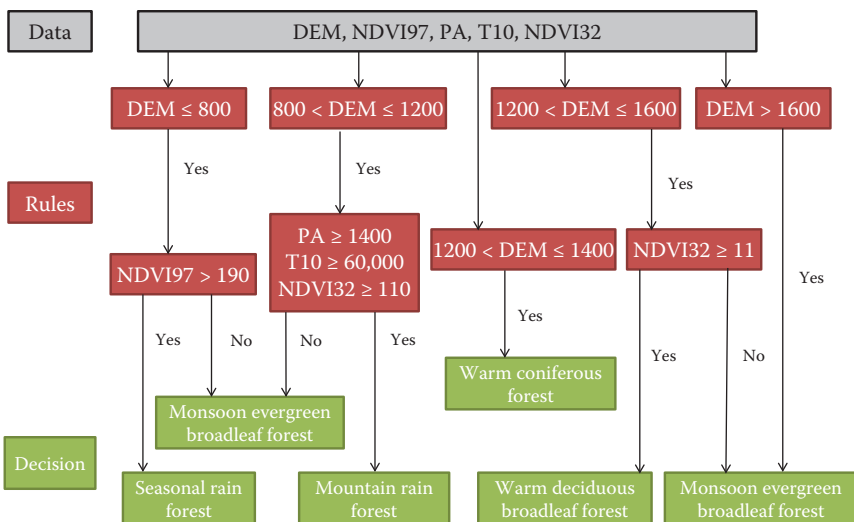 Data
DEM, NDVI97, PA, T10, NDVI32
DEM ≤ 800
800 < DEM ≤ 1200
1200 < DEM ≤ 1600
DEM > 1600
Yes
Yes
Yes
Rules
PA ≥ 1400
T10 ≥ 60,000
NDVI32 ≥ 110
1200 < DEM ≤ 1400
NDVI32 ≥ 11
NDVI97 > 190
Yes
Yes
No
No
Yes
Yes
No
Yes
Warm coniferous
forest
Monsoon evergreen
broadleaf forest
Decision
Seasonal rain
forest
Mountain rain
forest
Warm deciduous
broadleaf forest
Monsoon evergreen
broadleaf forest